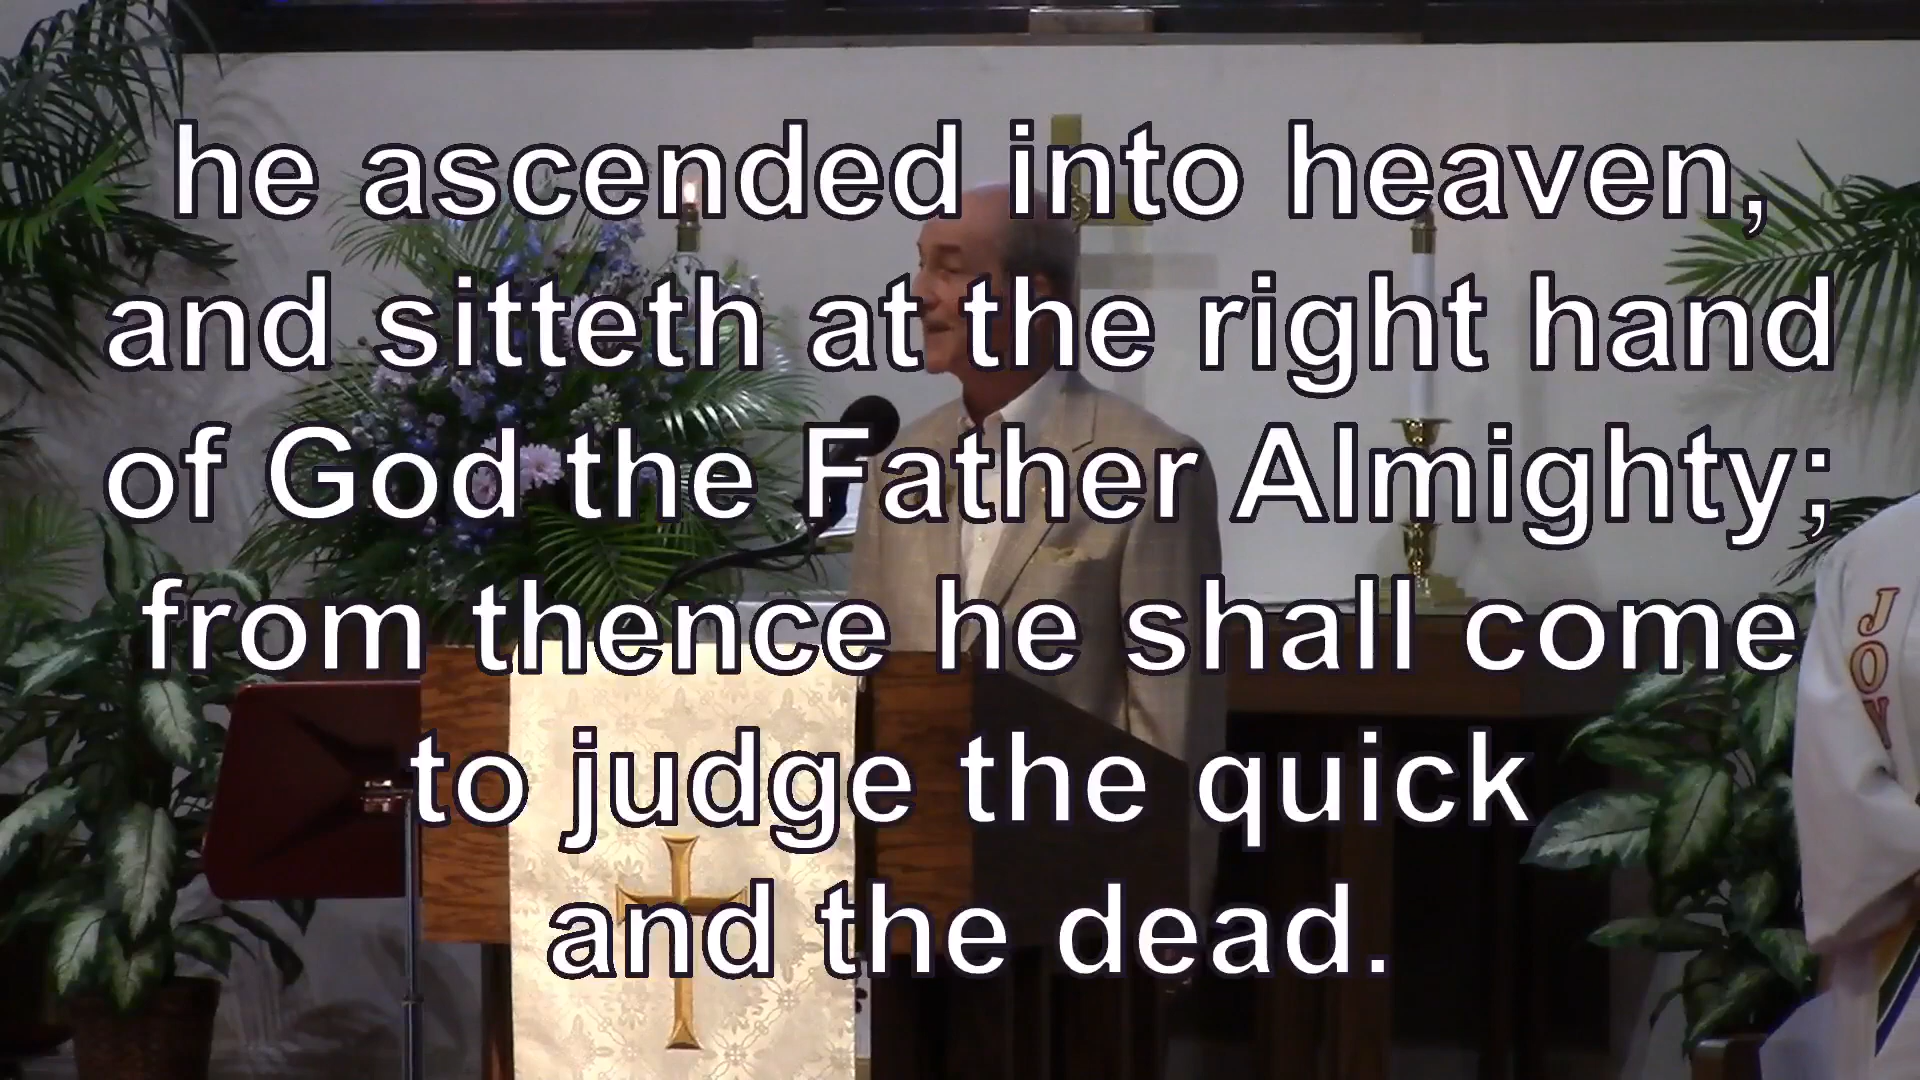 he ascended into heaven,
and sitteth at the right hand
of God the Father Almighty;
from thence he shall come
to judge the quick
and the dead.
JOY